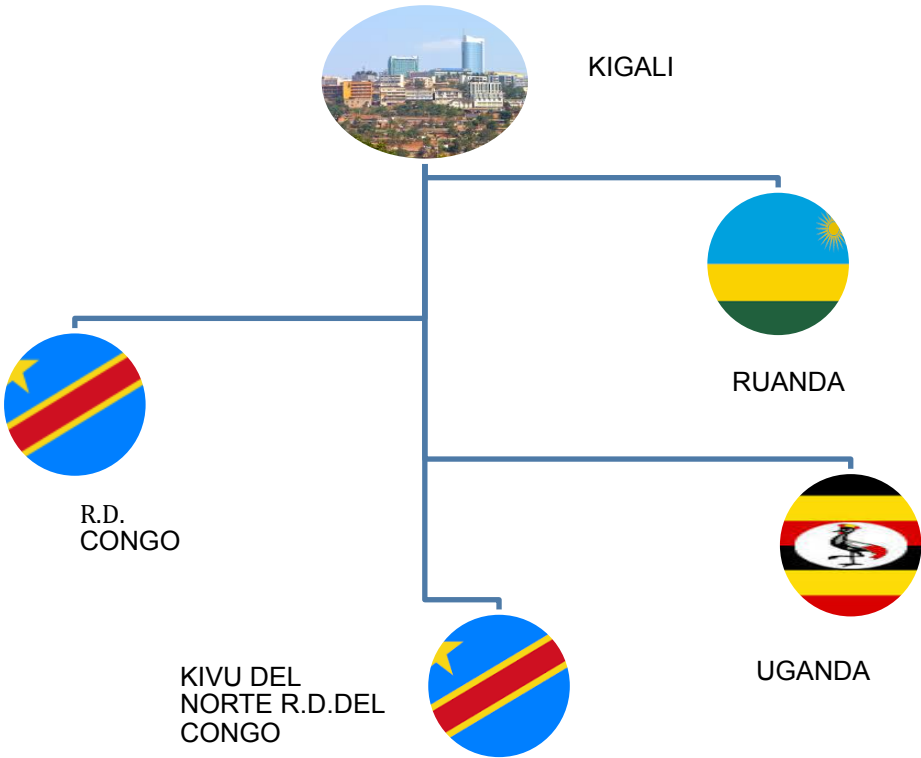 KIGALI
RUANDA
R.D.
CONGO
UGANDA
KIVU DEL
NORTE R.D.DEL
CONGO